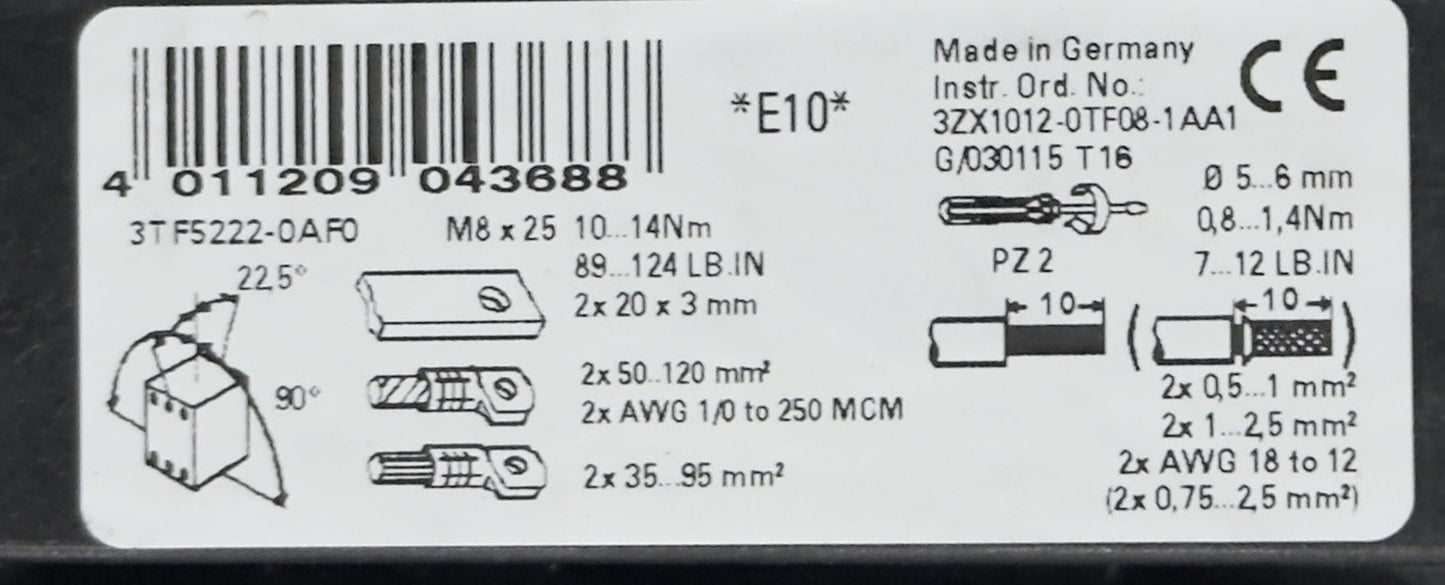 4 011209 043688
*E10*
Made in Germany
Instr. Ord. No.:
3ZX1012-0TF08-1AA1
G/030115 T16
CE
3TF5222-0AF0
M8 x 25 10...14Nm
89...124 LB.IN
2x 20 x 3 mm
Ø 5...6 mm
0,8...1,4Nm
PZ 2
7...12 LB.IN
22,5°
90°
10
(10)
2x 50..120 mm²
2x AWG 1/0 to 250 MCM
2x 35...95 mm²
2x 0,5...1 mm²
2x 1...2,5 mm²
2x AWG 18 to 12
(2x 0,75...2,5 mm²)